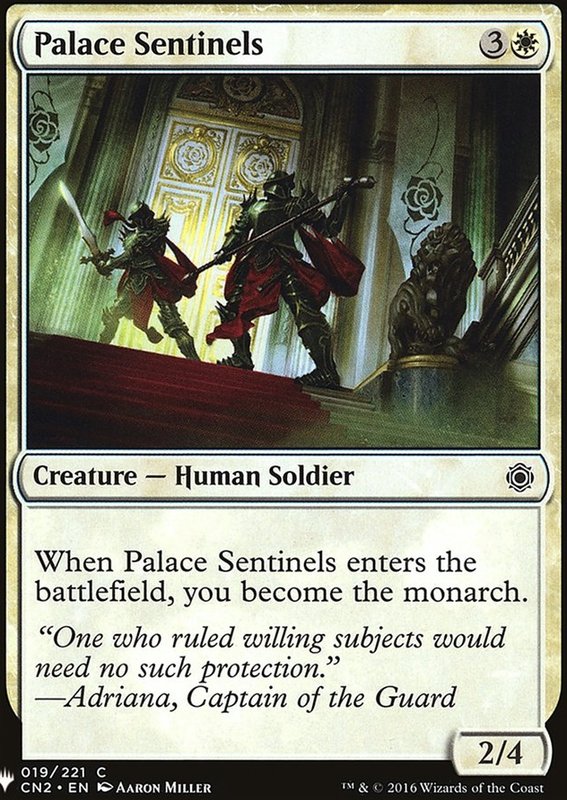 Palace Sentinels 3
Creature — Human Soldier
When Palace Sentinels enters the
battlefield, you become the monarch.
“One who ruled willing subjects would
need no such protection.”
—Adriana, Captain of the Guard
2/4
019/221 C
CN2 • EN Aaron Miller
™ & © 2016 Wizards of the Coast